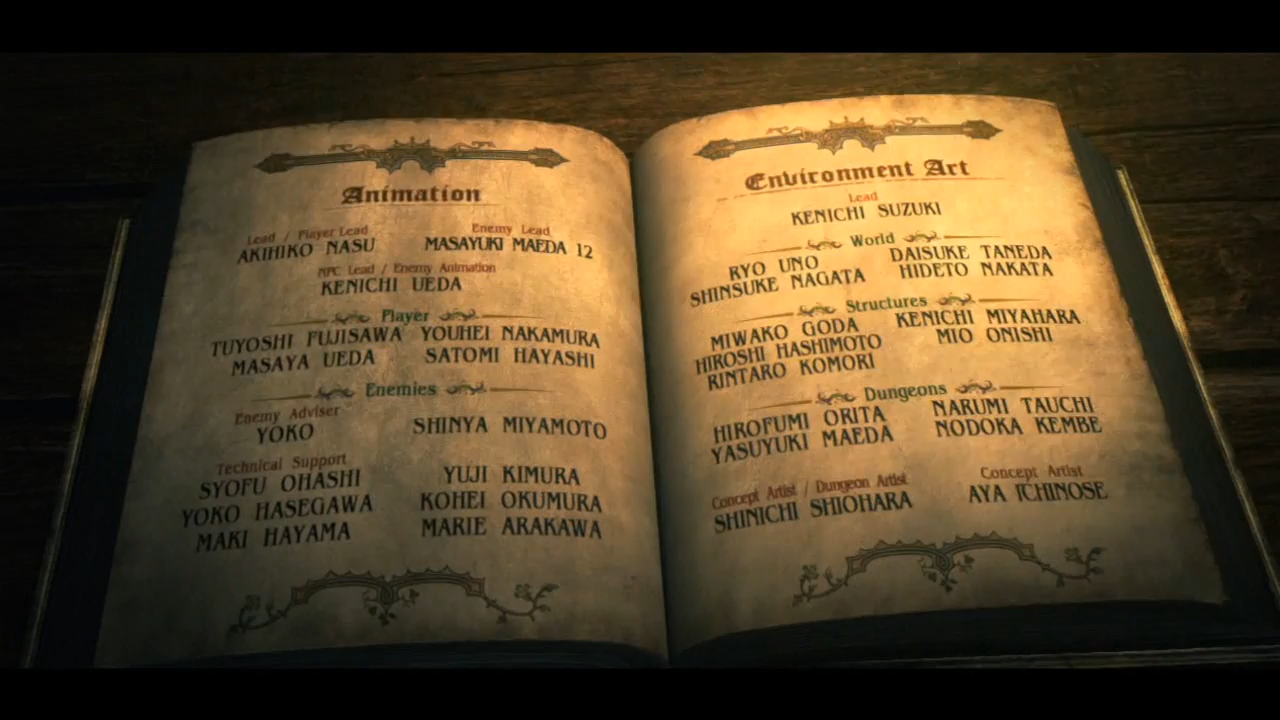 Animation
Lead / Player Lead
AKIHIKO NASU
Enemy Lead
MASAYUKI MAEDA 12
NPC Lead / Enemy Animation
KENICHI UEDA
Player
TUYOSHI FUJISAWA YOUHEI NAKAMURA
MASAYA UEDA SATOMI HAYASHI
Enemies
Enemy Adviser
YOKO SHINYA MIYAMOTO
Technical Support
SYOFU OHASHI YUJI KIMURA
YOKO HASEGAWA KOHEI OKUMURA
MAKI HAYAMA MARIE ARAKAWA
Environment Art
Lead
KENICHI SUZUKI
World
RYO UNO DAISUKE TANEDA
SHINSUKE NAGATA HIDETO NAKATA
Structures
MIWAKO GODA KENICHI MIYAHARA
HIROSHI HASHIMOTO MIO ONISHI
RINTARO KOMORI
Dungeons
HIROFUMI ORITA NARUMI TAUCHI
YASUYUKI MAEDA NODOKA KEMBE
Concept Artist / Dungeon Artist
SHINICHI SHIOHARA
Concept Artist
AYA ICHINOSE